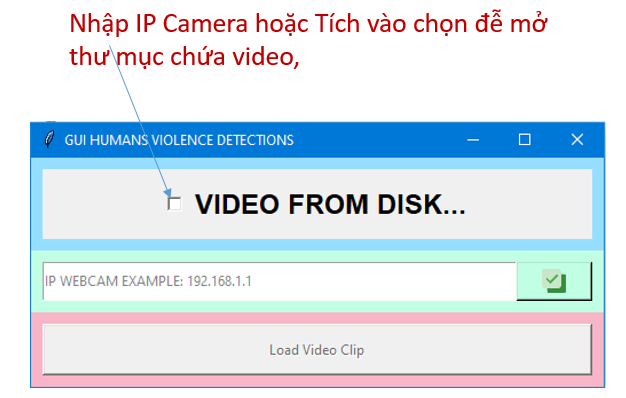 Nhập IP Camera hoặc Tích vào chọn đễ mở
thư mục chứa video,
GUI HUMANS VIOLENCE DETECTIONS
VIDEO FROM DISK...
IP WEBCAM EXAMPLE: 192.168.1.1
Load Video Clip